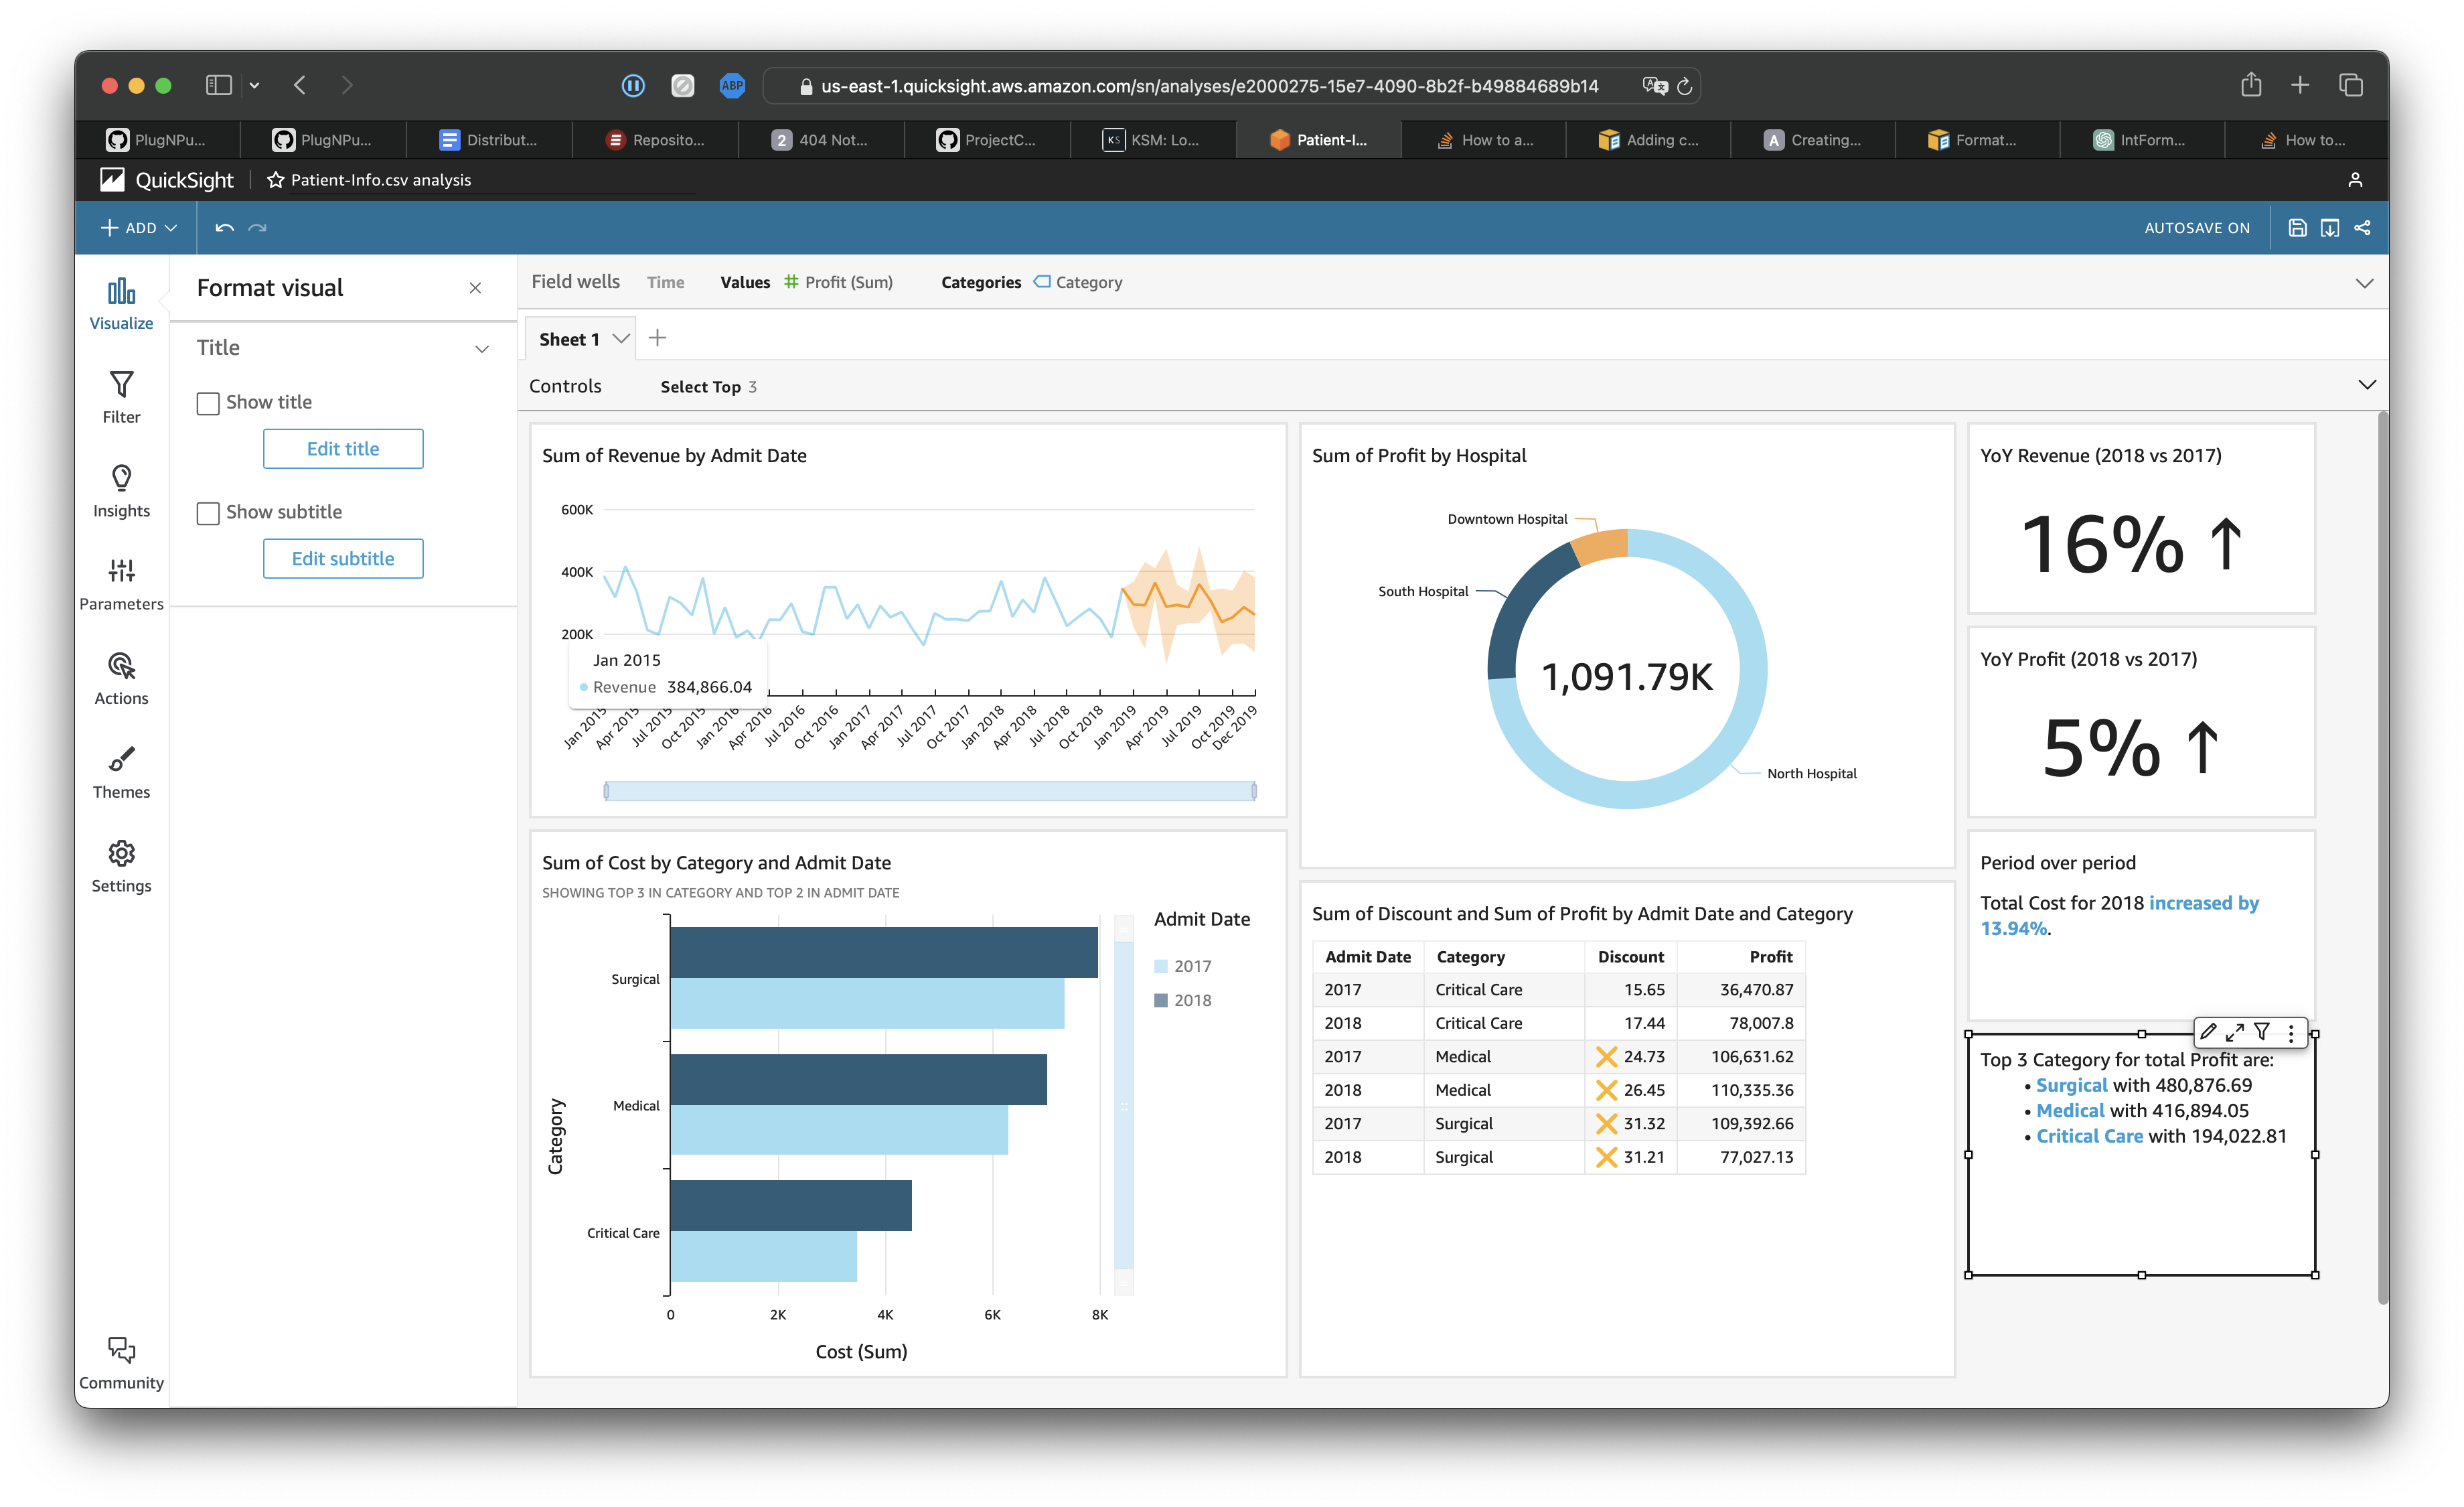 ABP
us-east-1.quicksight.aws.amazon.com/sn/analyses/e2000275-15e7-4090-8b2f-b49884689b14
PlugNPu...
PlugNPu...
Distribut...
Reposito...
2 404 Not...
ProjectC...
KS KSM: Lo...
Patient-I...
How to a...
Adding c...
A Creating...
Format...
IntForm...
How to...
QuickSight
Patient-Info.csv analysis
ADD
AUTOSAVE ON
Visualize
Filter
Insights
Parameters
Actions
Themes
Settings
Community
Format visual
Title
Show title
Edit title
Show subtitle
Edit subtitle
Field wells Time Values Profit (Sum) Categories Category
Sheet 1
Controls Select Top 3
Sum of Revenue by Admit Date
600K
400K
200K
Jan 2015
Revenue 384,866.04
Jan 2015
Apr 2015
Jul 2015
Oct 2015
Jan 2016
Apr 2016
Jul 2016
Oct 2016
Jan 2017
Apr 2017
Jul 2017
Oct 2017
Jan 2018
Apr 2018
Jul 2018
Oct 2018
Jan 2019
Apr 2019
Jul 2019
Oct 2019
Dec 2019
Sum of Profit by Hospital
Downtown Hospital
South Hospital
1,091.79K
North Hospital
YoY Revenue (2018 vs 2017)
16% ↑
YoY Profit (2018 vs 2017)
5% ↑
Sum of Cost by Category and Admit Date
SHOWING TOP 3 IN CATEGORY AND TOP 2 IN ADMIT DATE
Category
Surgical
Medical
Critical Care
0 2K 4K 6K 8K
Cost (Sum)
Admit Date
2017
2018
Sum of Discount and Sum of Profit by Admit Date and Category
Admit Date Category Discount Profit
2017 Critical Care 15.65 36,470.87
2018 Critical Care 17.44 78,007.8
2017 Medical 24.73 106,631.62
2018 Medical 26.45 110,335.36
2017 Surgical 31.32 109,392.66
2018 Surgical 31.21 77,027.13
Period over period
Total Cost for 2018 increased by
13.94%.
Top 3 Category for total Profit are:
• Surgical with 480,876.69
• Medical with 416,894.05
• Critical Care with 194,022.81